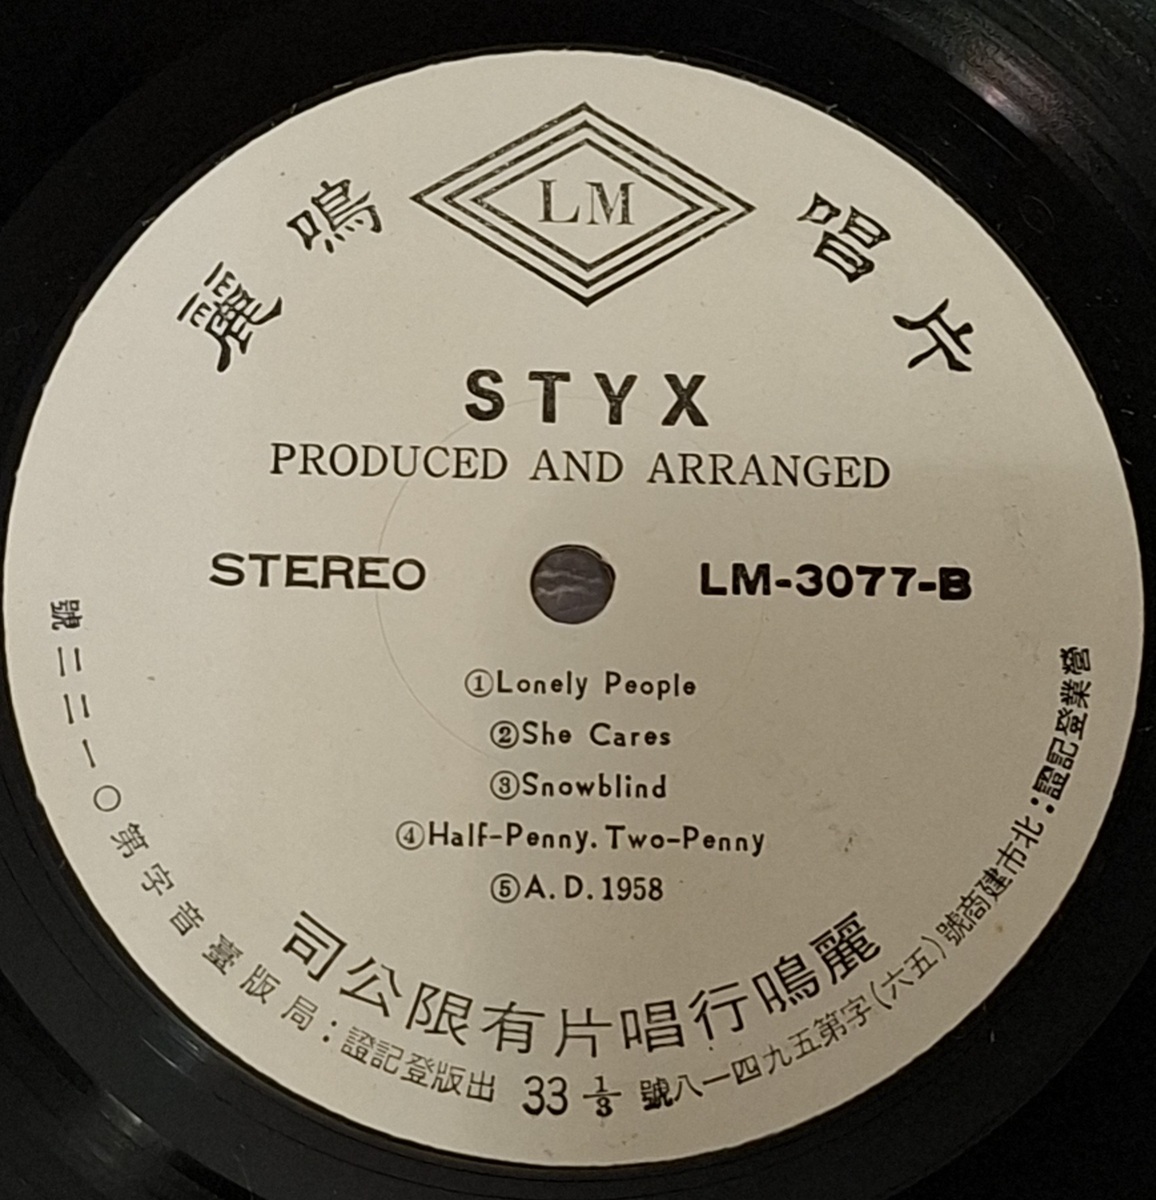 麗鳴 LM 唱片
STYX
PRODUCED AND ARRANGED
STEREO LM-3077-B
①Lonely People
②She Cares
③Snowblind
④Half-Penny. Two-Penny
⑤A. D. 1958
麗鳴行唱片有限公司
營業登記證：北市建商號(六五)字第五九四一八號
33 1/3
出版登記證：局版臺音字第〇一二二號